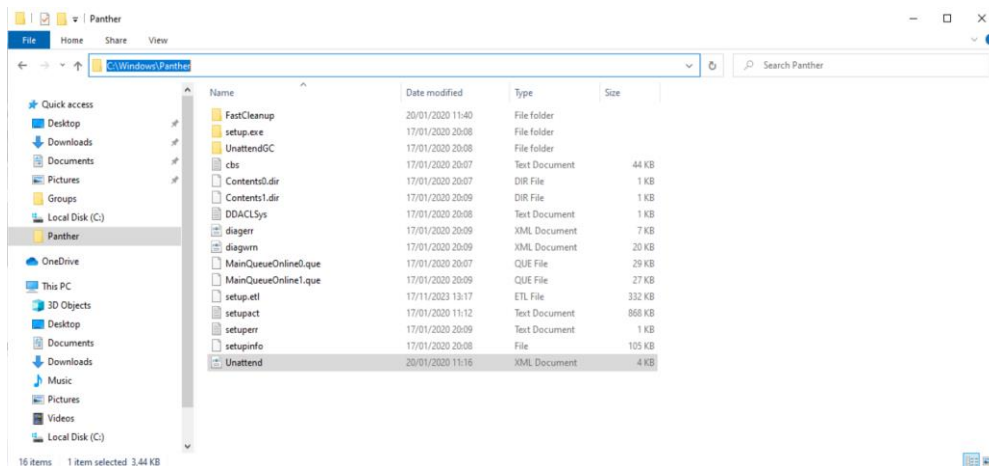 Panther
File Home Share View
C:\Windows\Panther
Search Panther
Quick access
Desktop
Downloads
Documents
Pictures
Groups
Local Disk (C:)
Panther
OneDrive
This PC
3D Objects
Desktop
Documents
Downloads
Music
Pictures
Videos
Local Disk (C:)
Name Date modified Type Size
FastCleanup 20/01/2020 11:40 File folder
setup.exe 17/01/2020 20:08 File folder
UnattendGC 17/01/2020 20:08 File folder
cbs 17/01/2020 20:07 Text Document 44 KB
Contents0.dir 17/01/2020 20:07 DIR File 1 KB
Contents1.dir 17/01/2020 20:09 DIR File 1 KB
DDACLSys 17/01/2020 20:08 Text Document 1 KB
diagerr 17/01/2020 20:09 XML Document 7 KB
diagwrn 17/01/2020 20:09 XML Document 20 KB
MainQueueOnline0.que 17/01/2020 20:07 QUE File 29 KB
MainQueueOnline1.que 17/01/2020 20:09 QUE File 27 KB
setup.etl 17/11/2023 13:17 ETL File 332 KB
setupact 17/01/2020 11:12 Text Document 868 KB
setuperr 17/01/2020 20:09 Text Document 1 KB
setupinfo 17/01/2020 20:08 File 105 KB
Unattend 20/01/2020 11:16 XML Document 4 KB
16 items 1 item selected 3,44 KB